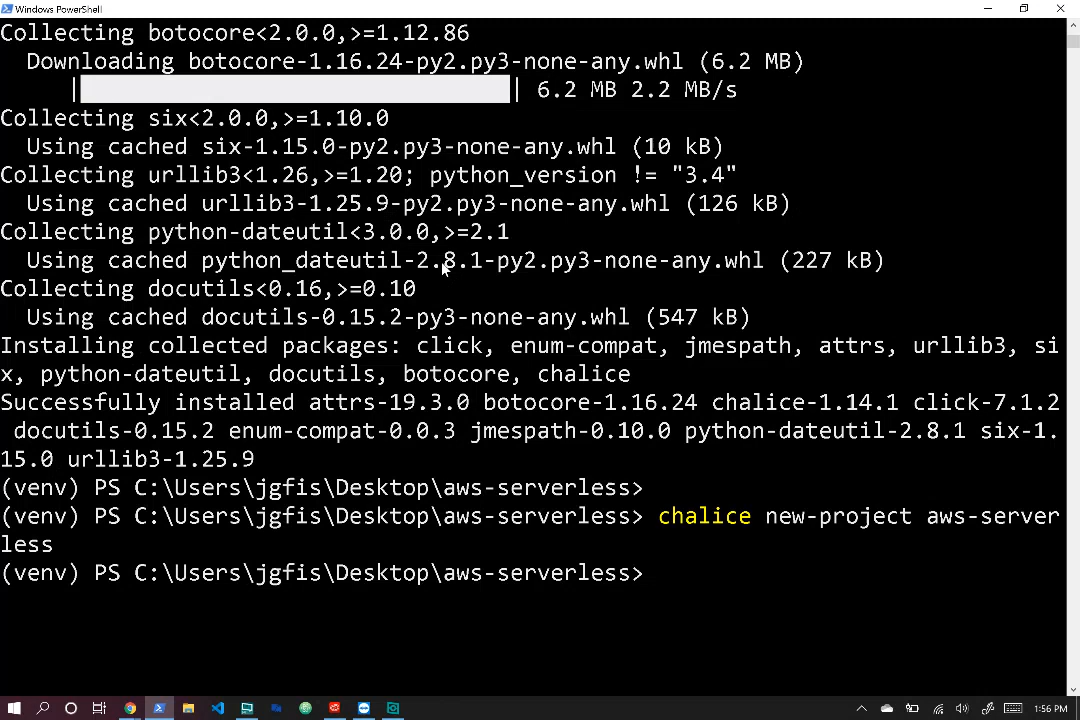 Windows PowerShell
Collecting botocore<2.0.0,>=1.12.86
  Downloading botocore-1.16.24-py2.py3-none-any.whl (6.2 MB)
     |                                | 6.2 MB 2.2 MB/s
Collecting six<2.0.0,>=1.10.0
  Using cached six-1.15.0-py2.py3-none-any.whl (10 kB)
Collecting urllib3<1.26,>=1.20; python_version != "3.4"
  Using cached urllib3-1.25.9-py2.py3-none-any.whl (126 kB)
Collecting python-dateutil<3.0.0,>=2.1
  Using cached python_dateutil-2.8.1-py2.py3-none-any.whl (227 kB)
Collecting docutils<0.16,>=0.10
  Using cached docutils-0.15.2-py3-none-any.whl (547 kB)
Installing collected packages: click, enum-compat, jmespath, attrs, urllib3, si
x, python-dateutil, docutils, botocore, chalice
Successfully installed attrs-19.3.0 botocore-1.16.24 chalice-1.14.1 click-7.1.2
 docutils-0.15.2 enum-compat-0.0.3 jmespath-0.10.0 python-dateutil-2.8.1 six-1.
15.0 urllib3-1.25.9
(venv) PS C:\Users\jgfis\Desktop\aws-serverless>
(venv) PS C:\Users\jgfis\Desktop\aws-serverless> chalice new-project aws-server
less
(venv) PS C:\Users\jgfis\Desktop\aws-serverless>
1:56 PM